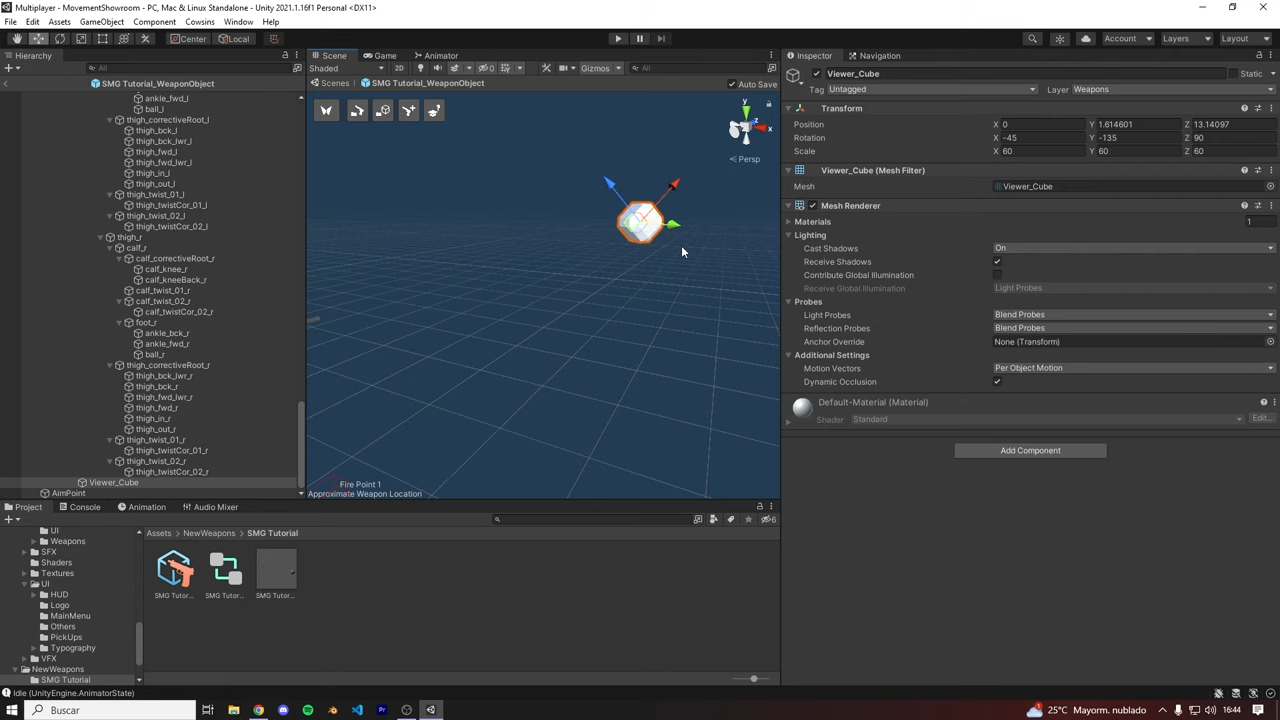 Multiplayer - MovementShowroom - PC, Mac & Linux Standalone - Unity 2021.1.16f1 Personal <DX11>
File Edit Assets GameObject Component Cowsins Window Help
Center Local Account Layers Layout
Hierarchy
All
SMG Tutorial_WeaponObject
ankle_fwd_l
ball_l
thigh_correctiveRoot_l
thigh_bck_l
thigh_bck_lwr_l
thigh_fwd_l
thigh_fwd_lwr_l
thigh_in_l
thigh_out_l
thigh_twist_01_l
thigh_twistCor_01_l
thigh_twist_02_l
thigh_twistCor_02_l
thigh_r
calf_r
calf_correctiveRoot_r
calf_knee_r
calf_kneeBack_r
calf_twist_01_r
calf_twist_02_r
calf_twistCor_02_r
foot_r
ankle_bck_r
ankle_fwd_r
ball_r
thigh_correctiveRoot_r
thigh_bck_lwr_r
thigh_bck_r
thigh_fwd_lwr_r
thigh_fwd_r
thigh_in_r
thigh_out_r
thigh_twist_01_r
thigh_twistCor_01_r
thigh_twist_02_r
thigh_twistCor_02_r
Viewer_Cube
AimPoint
Scene Game Animator
Shaded 2D 0 Gizmos All
Scenes SMG Tutorial_WeaponObject Auto Save
y
z
x
Persp
Fire Point 1
Approximate Weapon Location
Inspector Navigation
Viewer_Cube Static
Tag Untagged Layer Weapons
Transform
Position X 0 Y 1.614601 Z 13.14097
Rotation X -45 Y -135 Z 90
Scale X 60 Y 60 Z 60
Viewer_Cube (Mesh Filter)
Mesh Viewer_Cube
Mesh Renderer
Materials 1
Lighting
Cast Shadows On
Receive Shadows
Contribute Global Illumination
Receive Global Illumination Light Probes
Probes
Light Probes Blend Probes
Reflection Probes Blend Probes
Anchor Override None (Transform)
Additional Settings
Motion Vectors Per Object Motion
Dynamic Occlusion
Default-Material (Material)
Shader Standard Edit...
Add Component
Project Console Animation Audio Mixer
6
UI
Weapons
SFX
Shaders
Textures
UI
HUD
Logo
MainMenu
Others
PickUps
Typography
VFX
NewWeapons
SMG Tutorial
Assets NewWeapons SMG Tutorial
SMG Tutor... SMG Tutor... SMG Tutor...
Idle (UnityEngine.AnimatorState)
Buscar
25°C Mayorm. nublado 16:44